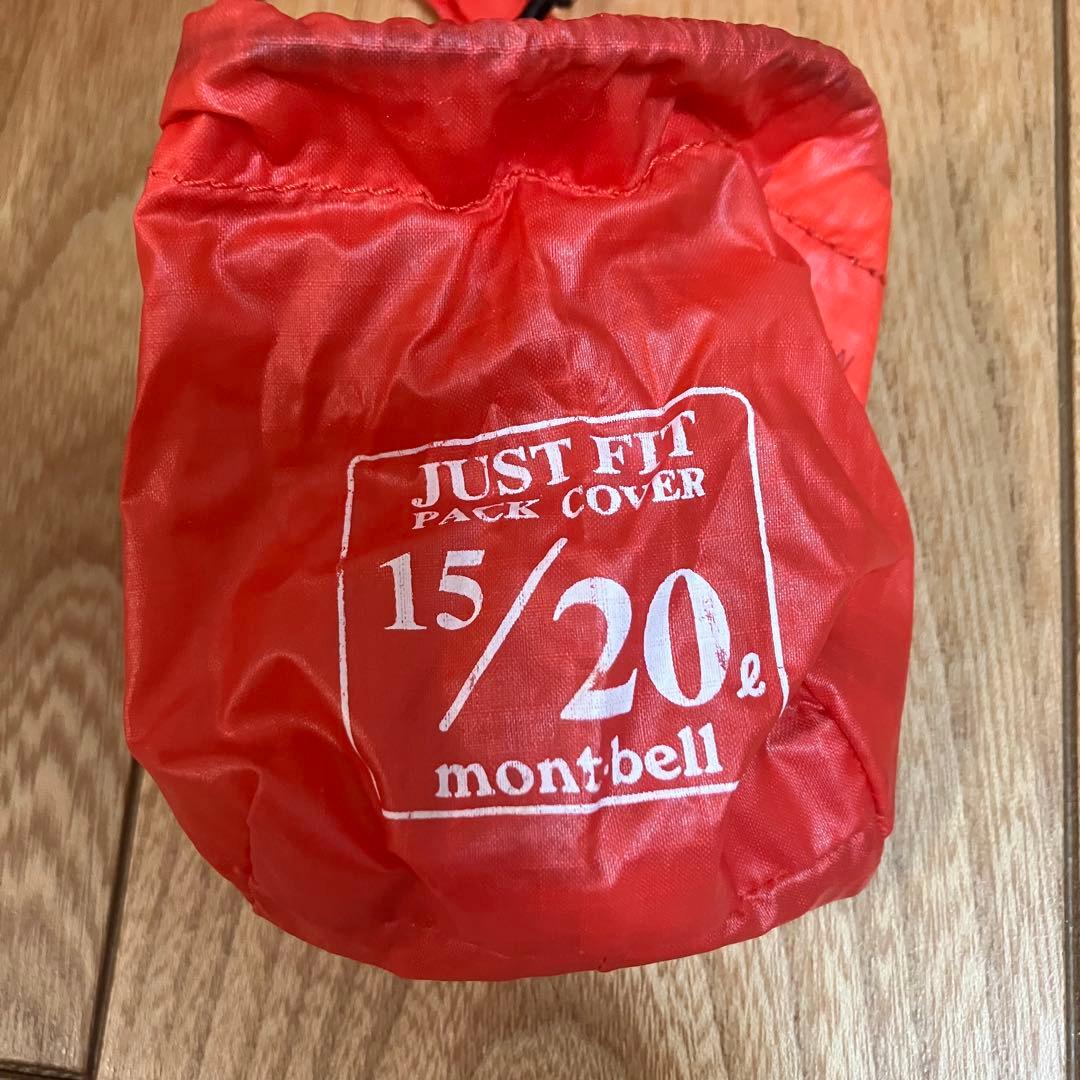 JUST FIT
PACK COVER
15/20ℓ
mont-bell